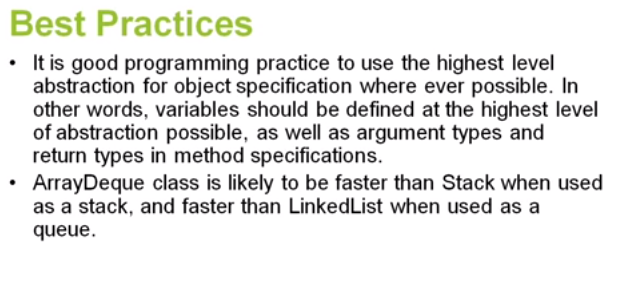 Best Practices
• It is good programming practice to use the highest level
abstraction for object specification where ever possible. In
other words, variables should be defined at the highest level
of abstraction possible, as well as argument types and
return types in method specifications.
• ArrayDeque class is likely to be faster than Stack when used
as a stack, and faster than LinkedList when used as a
queue.